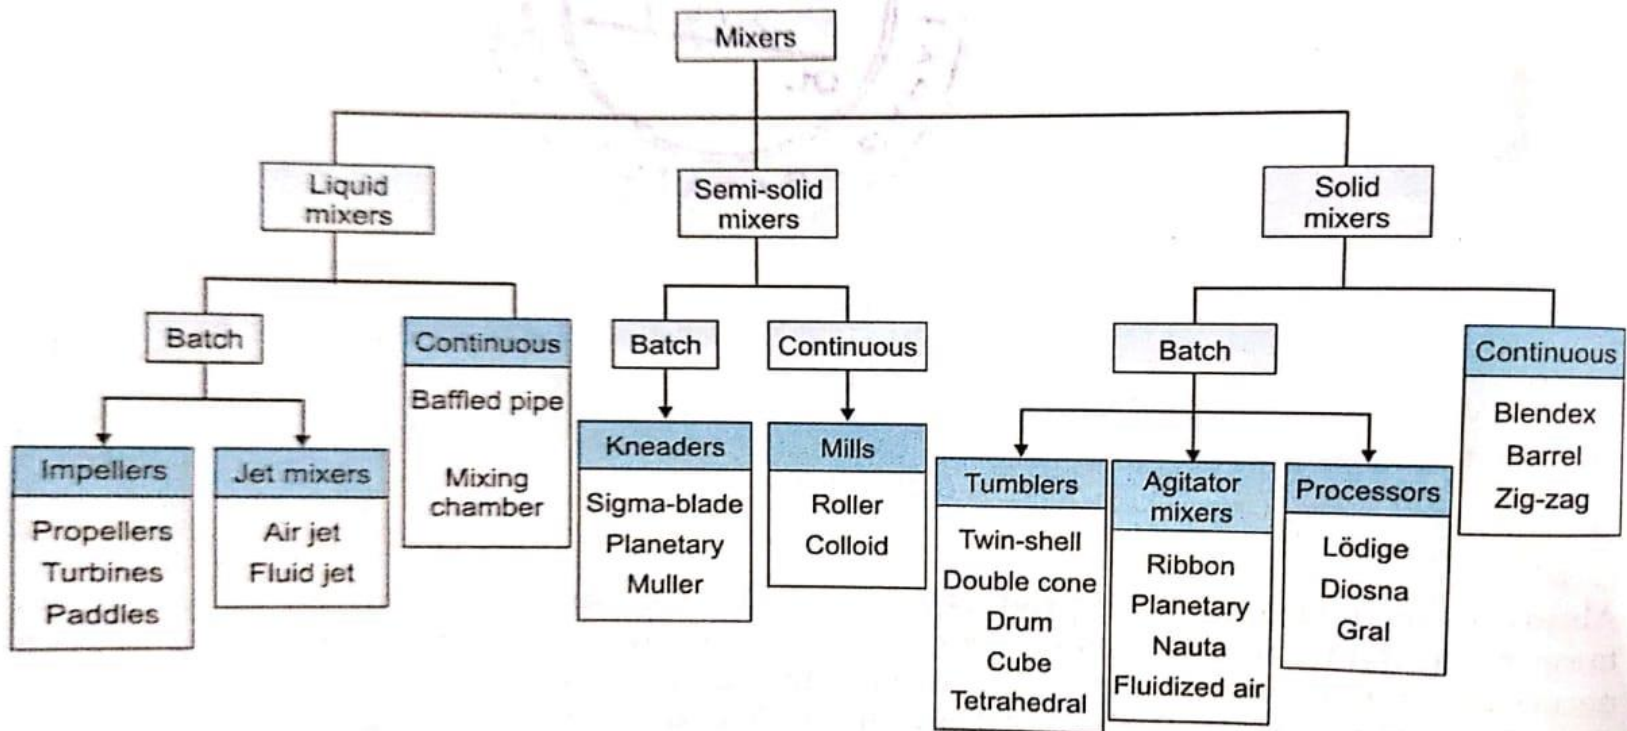 Mixers
Liquid
mixers
Semi-solid
mixers
Solid
mixers
Batch
Continuous
Baffled pipe
Mixing
chamber
Batch
Continuous
Batch
Continuous
Blendex
Barrel
Zig-zag
Impellers
Propellers
Turbines
Paddles
Jet mixers
Air jet
Fluid jet
Kneaders
Sigma-blade
Planetary
Muller
Mills
Roller
Colloid
Tumblers
Twin-shell
Double cone
Drum
Cube
Tetrahedral
Agitator
mixers
Ribbon
Planetary
Nauta
Fluidized air
Processors
Lödige
Diosna
Gral